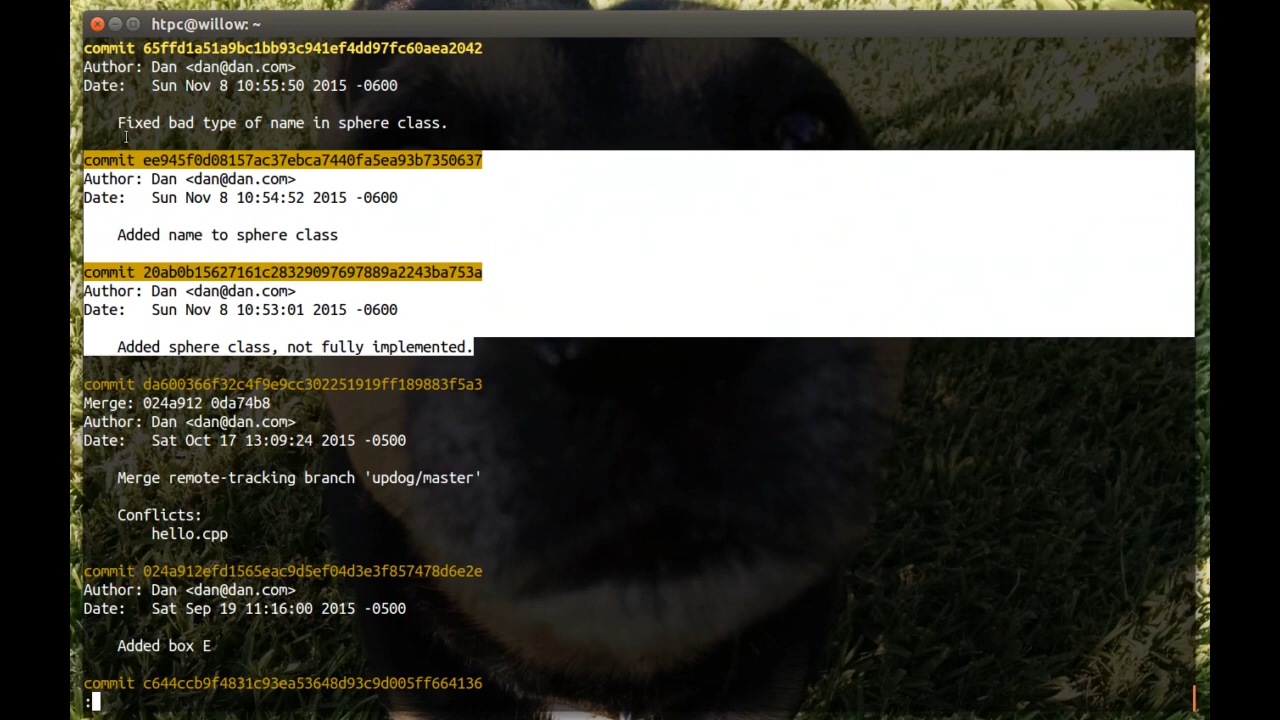 htpc@willow: ~
commit 65ffd1a51a9bc1bb93c941ef4dd97fc60aea2042
Author: Dan <dan@dan.com>
Date:   Sun Nov 8 10:55:50 2015 -0600
Fixed bad type of name in sphere class.
commit ee945f0d08157ac37ebca7440fa5ea93b7350637
Author: Dan <dan@dan.com>
Date:   Sun Nov 8 10:54:52 2015 -0600
Added name to sphere class
commit 20ab0b15627161c28329097697889a2243ba753a
Author: Dan <dan@dan.com>
Date:   Sun Nov 8 10:53:01 2015 -0600
Added sphere class, not fully implemented.
commit da600366f32c4f9e9cc302251919ff189883f5a3
Merge: 024a912 0da74b8
Author: Dan <dan@dan.com>
Date:   Sat Oct 17 13:09:24 2015 -0500
Merge remote-tracking branch 'updog/master'
Conflicts:
hello.cpp
commit 024a912efd1565eac9d5ef04d3e3f857478d6e2e
Author: Dan <dan@dan.com>
Date:   Sat Sep 19 11:16:00 2015 -0500
Added box E
commit c644ccb9f4831c93ea53648d93c9d005ff664136
: